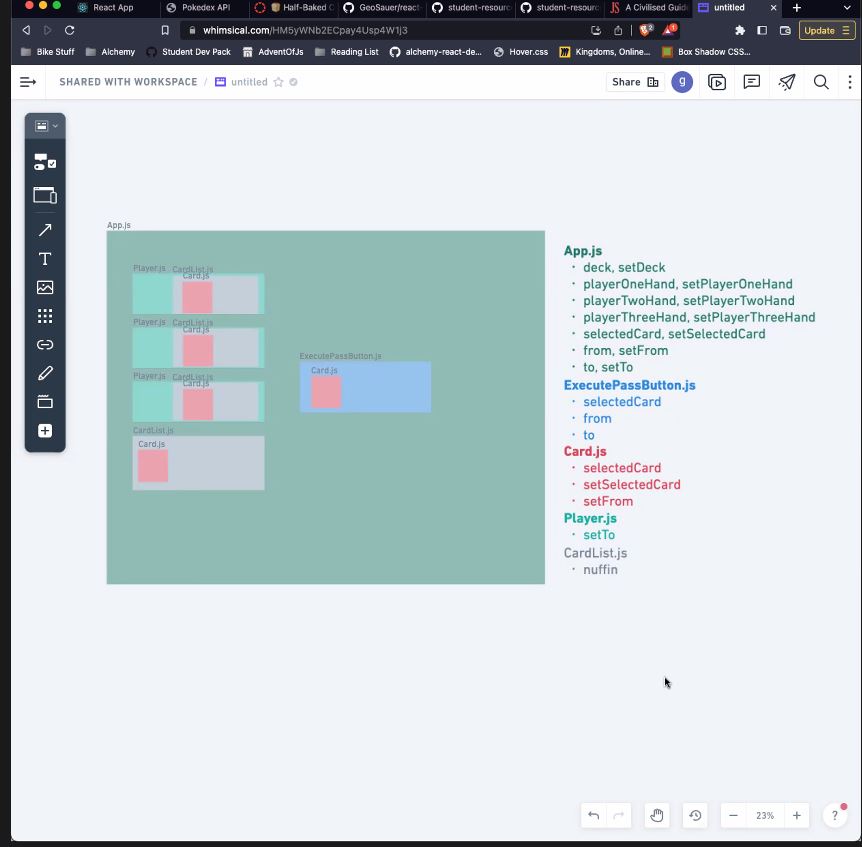 React App
Pokedex API
Half-Baked
GeoSauer/react-
student-resour
student-resour
A Civilised Guide
untitled
whimsical.com/HM5yWNb2ECpay4Usp4W1j3
Update
Bike Stuff
Alchemy
Student Dev Pack
AdventOfJs
Reading List
alchemy-react-de...
Hover.css
Kingdoms, Online...
Box Shadow CSS...
SHARED WITH WORKSPACE / untitled
Share
g
App.js
Player.js CardList.js
Card.js
Player.js CardList.js
Card.js
Player.js CardList.js
Card.js
CardList.js
Card.js
ExecutePassButton.js
Card.js
App.js
· deck, setDeck
· playerOneHand, setPlayerOneHand
· playerTwoHand, setPlayerTwoHand
· playerThreeHand, setPlayerThreeHand
· selectedCard, setSelectedCard
· from, setFrom
· to, setTo
ExecutePassButton.js
· selectedCard
· from
· to
Card.js
· selectedCard
· setSelectedCard
· setFrom
Player.js
· setTo
CardList.js
· nuffin
23%
?